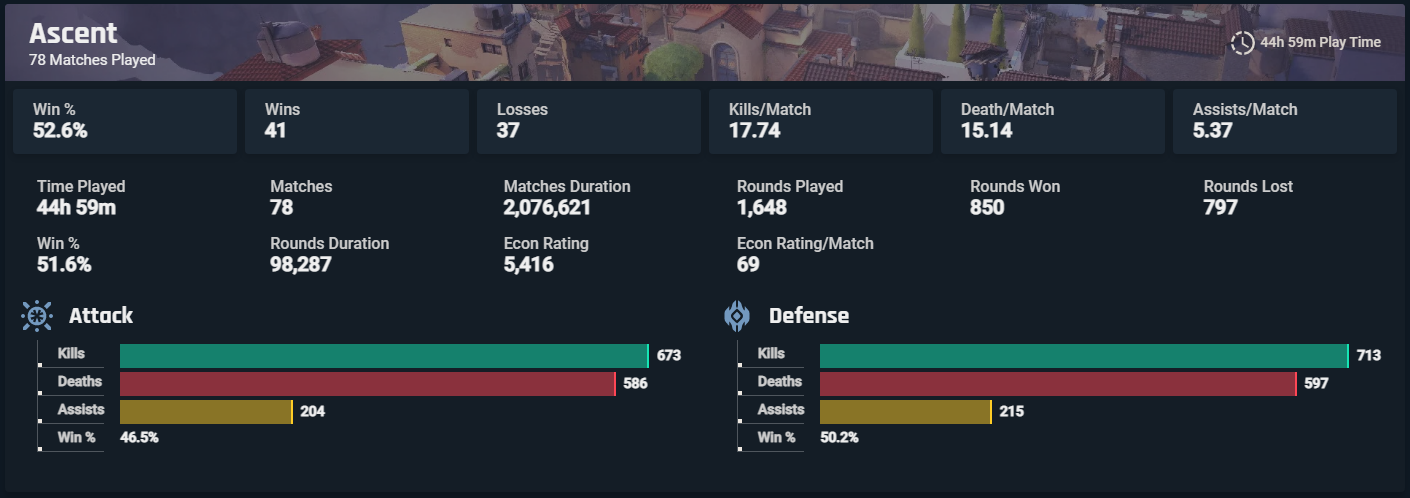 Ascent
78 Matches Played
44h 59m Play Time
Win % Wins Losses Kills/Match Death/Match Assists/Match
52.6% 41 37 17.74 15.14 5.37
Time Played Matches Matches Duration Rounds Played Rounds Won Rounds Lost
44h 59m 78 2,076,621 1,648 850 797
Win % Rounds Duration Econ Rating Econ Rating/Match
51.6% 98,287 5,416 69
Attack
Kills 673
Deaths 586
Assists 204
Win % 46.5%
Defense
Kills 713
Deaths 597
Assists 215
Win % 50.2%